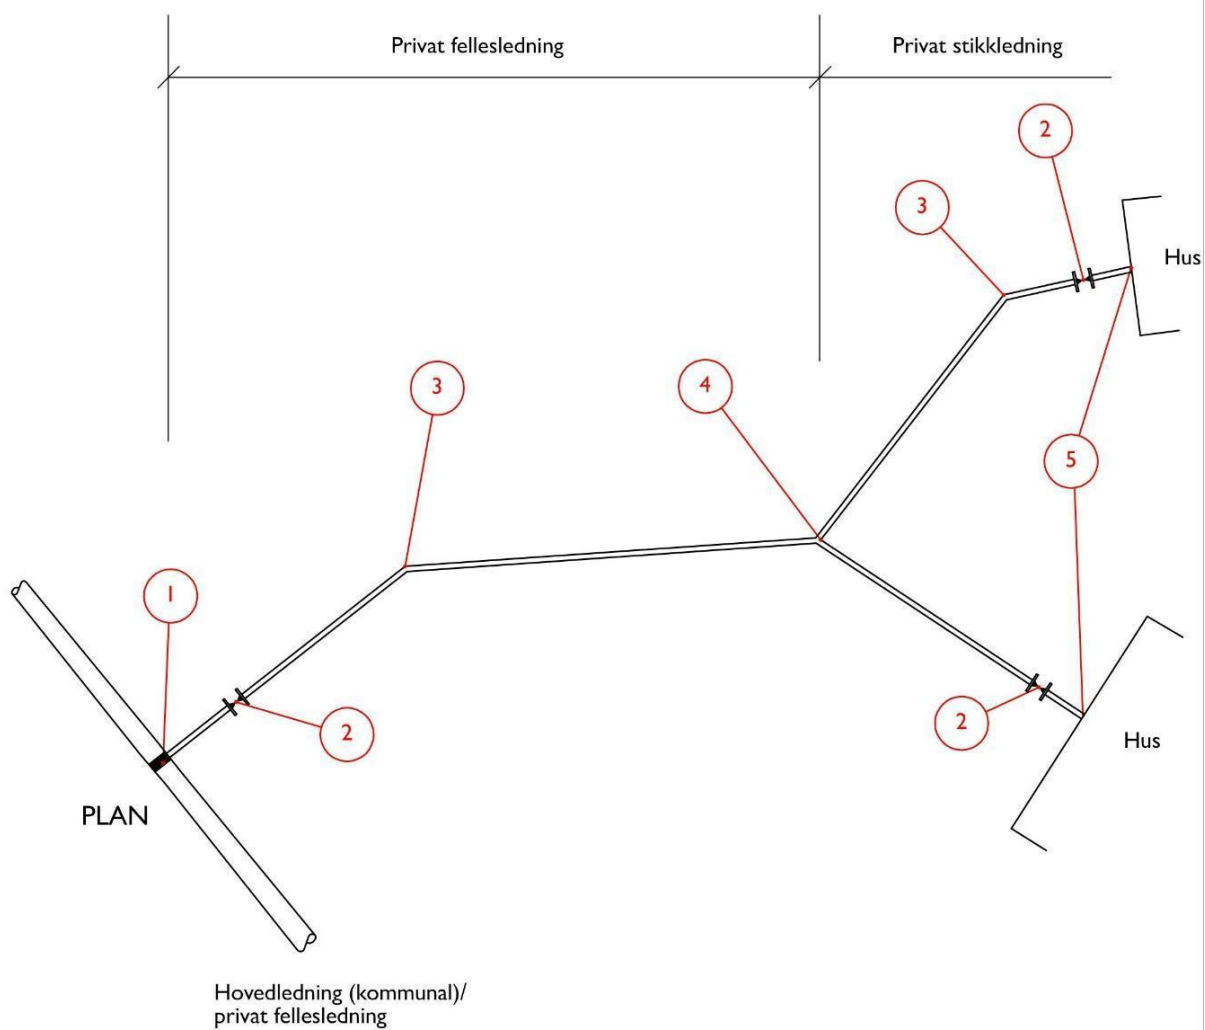 Privat fellesledning
Privat stikkledning
2
3
Hus
3
4
5
1
2
2
Hus
PLAN
Hovedledning (kommunal)/
privat fellesledning